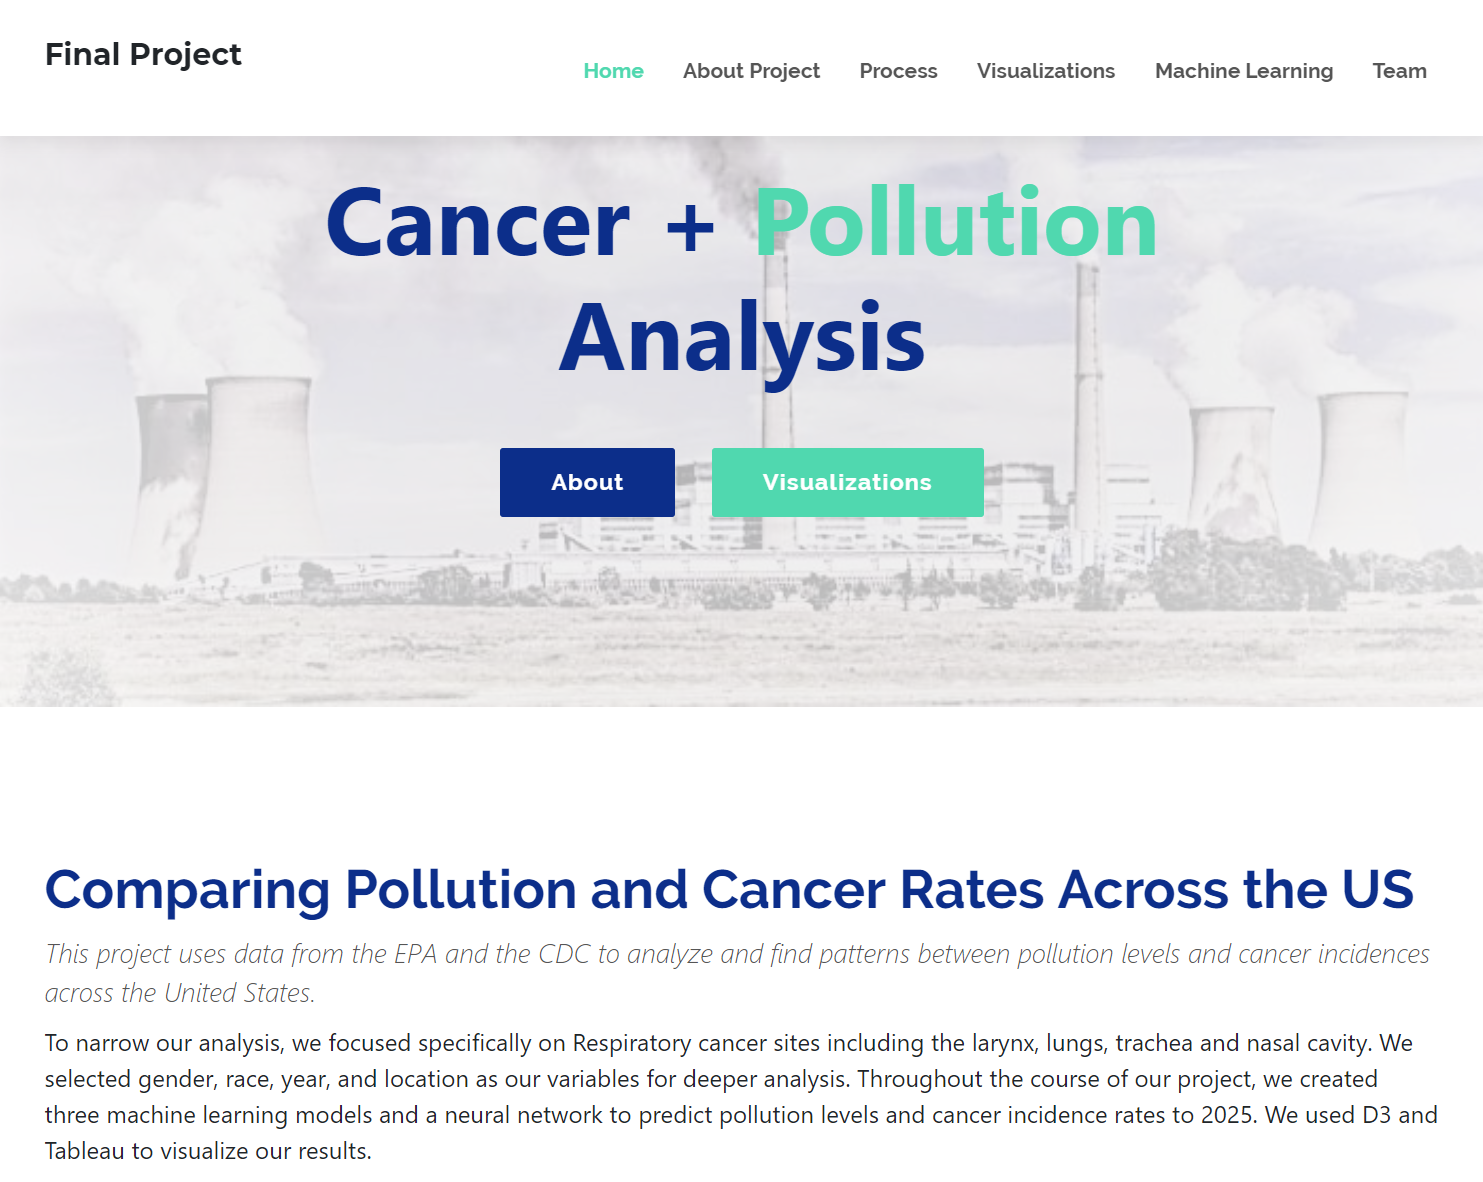 Final Project
Home About Project Process Visualizations Machine Learning Team
Cancer + Pollution
Analysis
About Visualizations
Comparing Pollution and Cancer Rates Across the US
This project uses data from the EPA and the CDC to analyze and find patterns between pollution levels and cancer incidences
across the United States.
To narrow our analysis, we focused specifically on Respiratory cancer sites including the larynx, lungs, trachea and nasal cavity. We
selected gender, race, year, and location as our variables for deeper analysis. Throughout the course of our project, we created
three machine learning models and a neural network to predict pollution levels and cancer incidence rates to 2025. We used D3 and
Tableau to visualize our results.